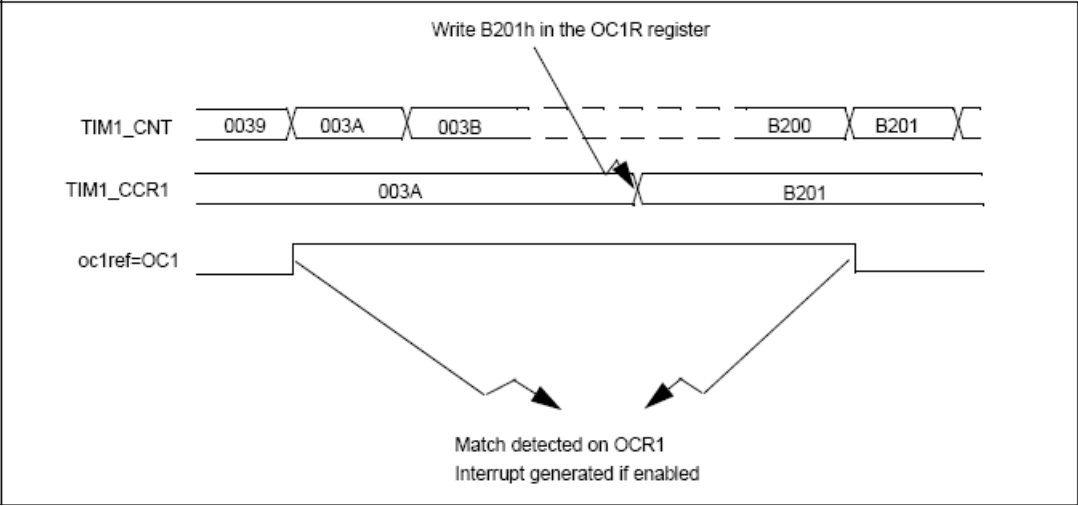 Write B201h in the OC1R register
TIM1_CNT 0039 003A 003B B200 B201
TIM1_CCR1 003A B201
oc1ref=OC1
Match detected on OCR1
Interrupt generated if enabled